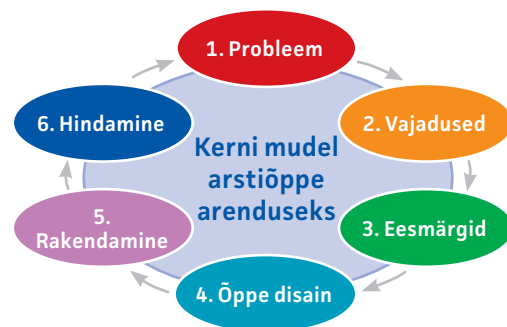 1. Probleem
2. Vajadused
3. Eesmärgid
4. Õppe disain
5.
Rakendamine
6. Hindamine
Kerni mudel
arstiõppe
arenduseks